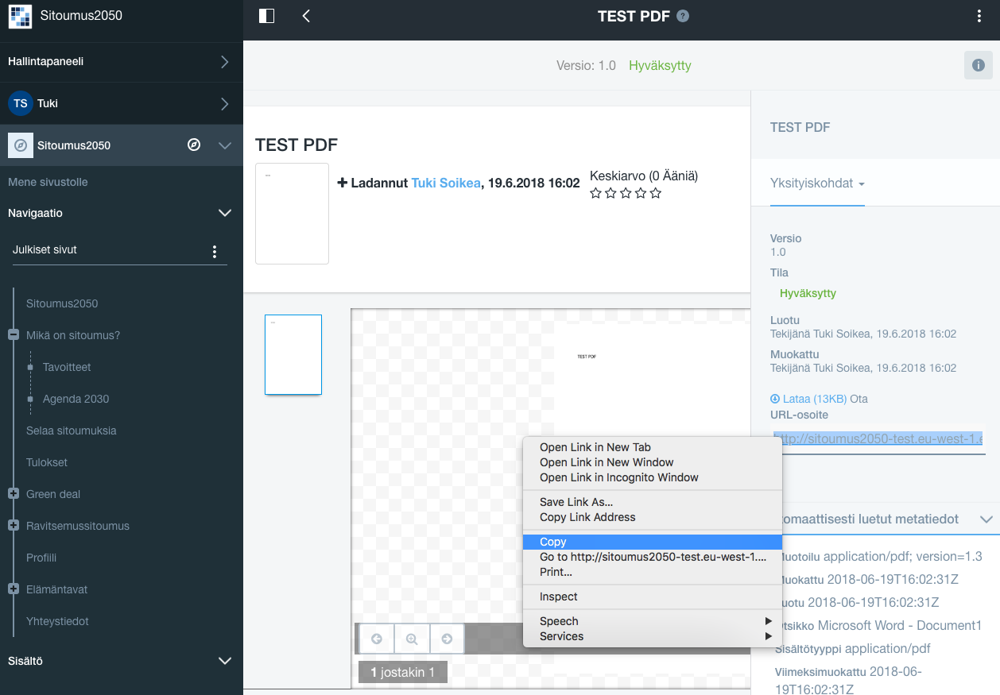 Sitoumus2050
Hallintapaneeli
TS Tuki
Sitoumus2050
Mene sivustolle
Navigaatio
Julkiset sivut
Sitoumus2050
Mikä on sitoumus?
Tavoitteet
Agenda 2030
Selaa sitoumuksia
Tulokset
Green deal
Ravitsemussitoumus
Profiili
Elämäntavat
Yhteystiedot
Sisältö
TEST PDF ?
Versio: 1.0 Hyväksytty
TEST PDF
Ladannut Tuki Soikea, 19.6.2018 16:02
Keskiarvo (0 Ääniä)
TEST PDF
1 jostakin 1
Open Link in New Tab
Open Link in New Window
Open Link in Incognito Window
Save Link As...
Copy Link Address
Copy
Go to http://sitoumus2050-test.eu-west-1....
Print...
Inspect
Speech
Services
TEST PDF
Yksityiskohdat
Versio
1.0
Tila
Hyväksytty
Luotu
Tekijänä Tuki Soikea, 19.6.2018 16:02
Muokattu
Tekijänä Tuki Soikea, 19.6.2018 16:02
Lataa (13KB) Ota
URL-osoite
http://sitoumus2050-test.eu-west-1.e
omaattisesti luetut metatiedot
Muotoilu application/pdf; version=1.3
Muokattu 2018-06-19T16:02:31Z
uotu 2018-06-19T16:02:31Z
Otsikko Microsoft Word - Document1
Sisältötyyppi application/pdf
Viimeksimuokattu 2018-06-
19T16:02:31Z